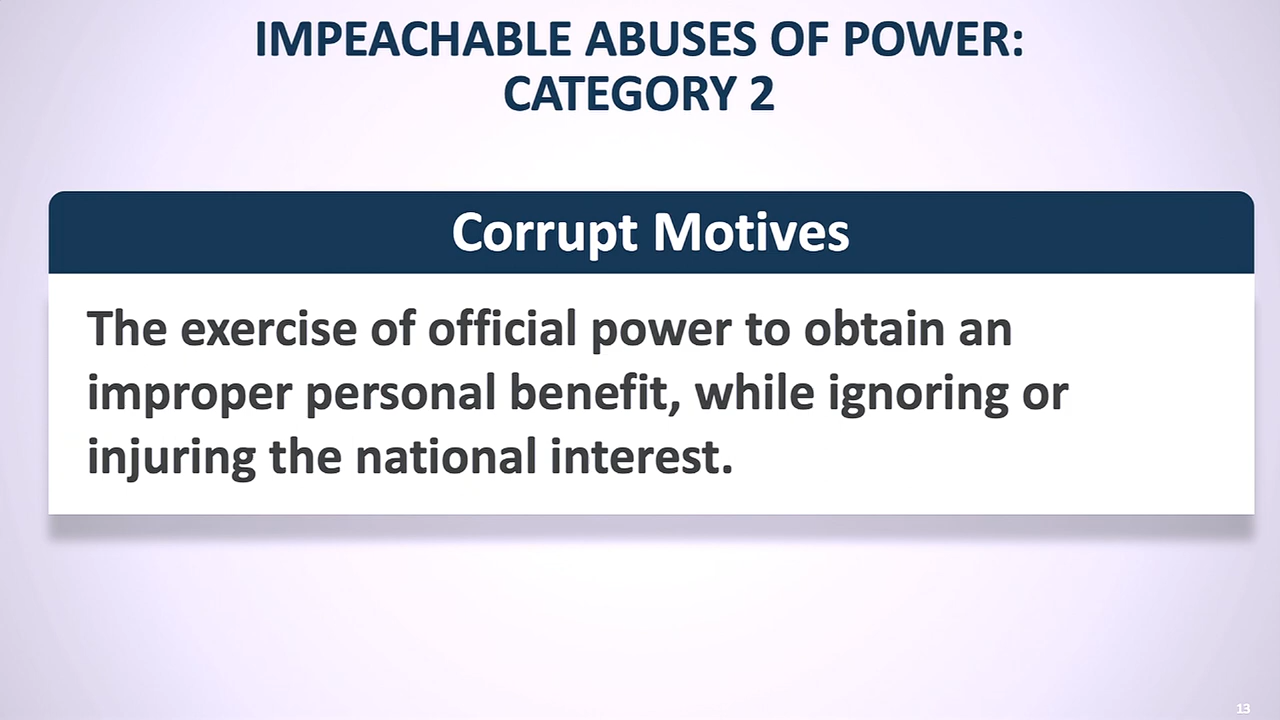 IMPEACHABLE ABUSES OF POWER:
CATEGORY 2
Corrupt Motives
The exercise of official power to obtain an
improper personal benefit, while ignoring or
injuring the national interest.
13